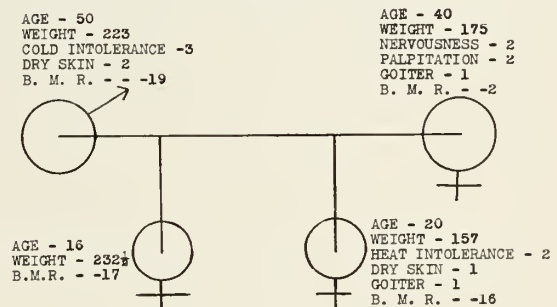 AGE - 50
WEIGHT - 223
COLD INTOLERANCE -3
DRY SKIN - 2
B. M. R. - - -19
AGE - 40
WEIGHT - 175
NERVOUSNESS - 2
PALPITATION - 2
GOITER - 1
B. M. R. - -2
AGE - 16
WEIGHT - 232½
B.M.R. - -17
AGE - 20
WEIGHT - 157
HEAT INTOLERANCE - 2
DRY SKIN - 1
GOITER - 1
B. M. R. - -16